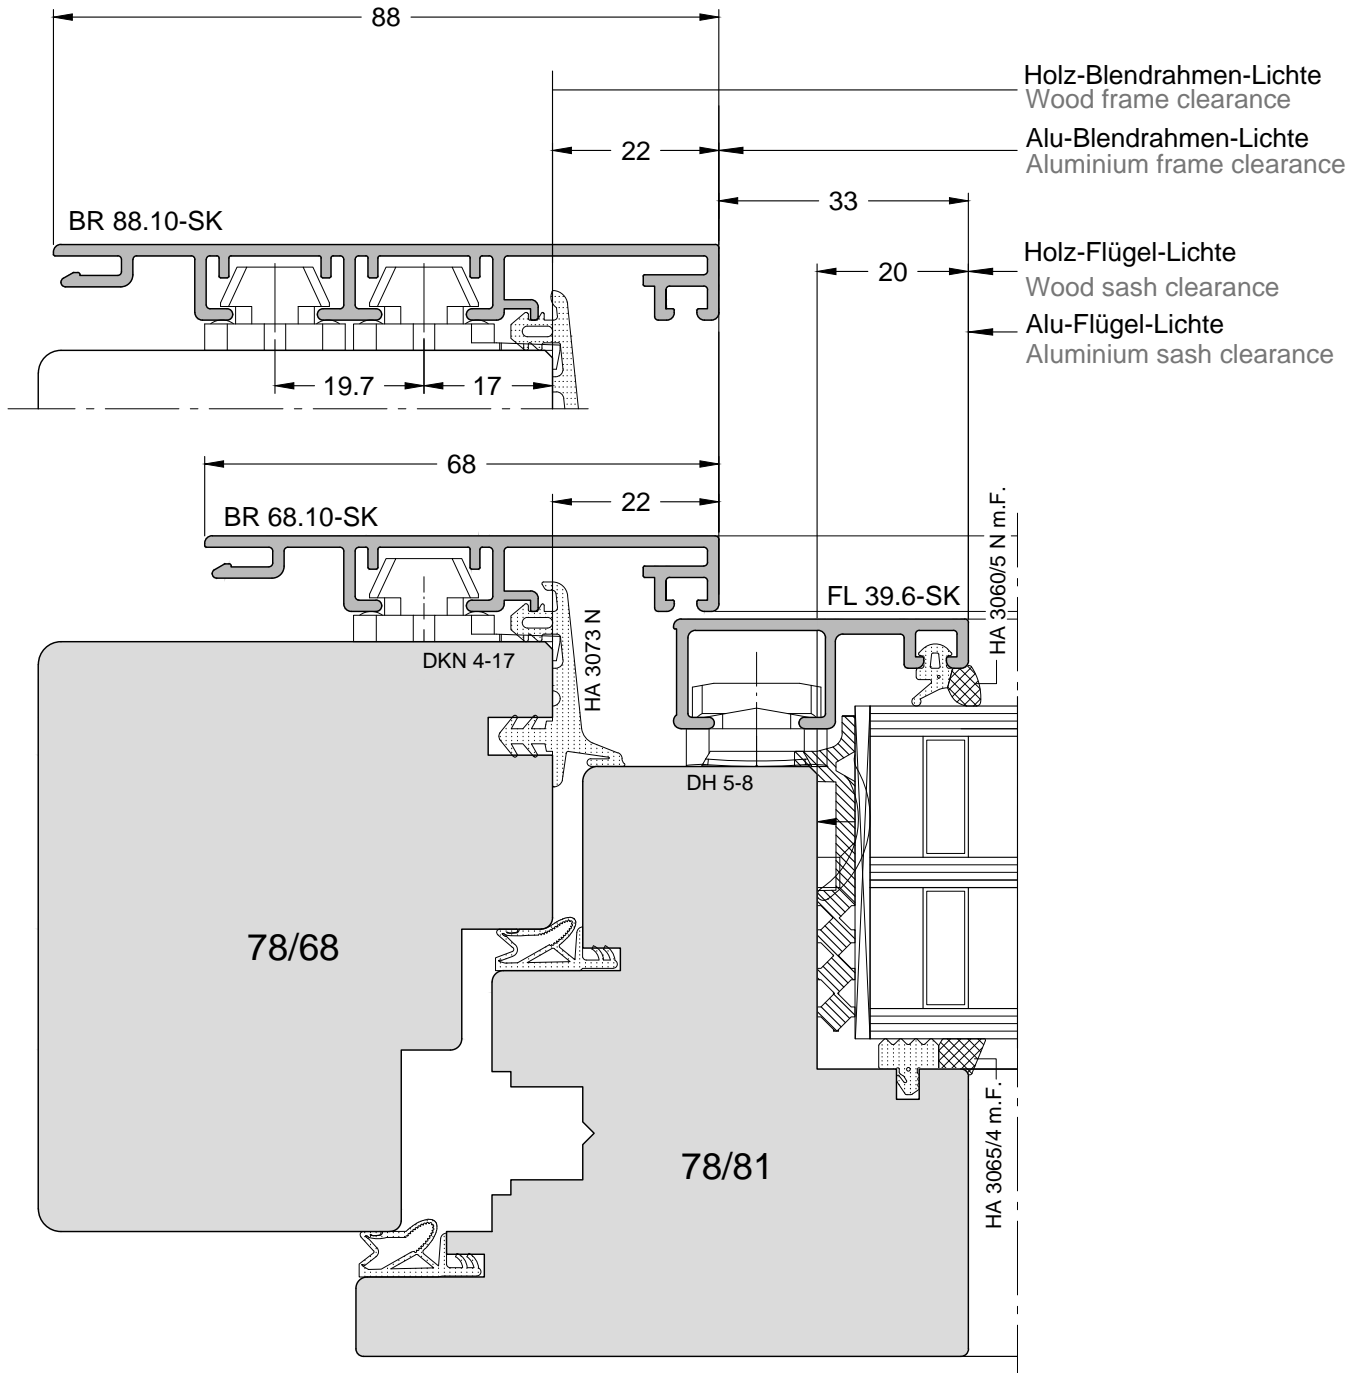 88
Holz-Blendrahmen-Lichte
Wood frame clearance
22
Alu-Blendrahmen-Lichte
Aluminium frame clearance
33
BR 88.10-SK
Holz-Flügel-Lichte
20
Wood sash clearance
Alu-Flügel-Lichte
Aluminium sash clearance
19.7
17
68
22
BR 68.10-SK
HA 3060/5 N m.F.
FL 39.6-SK
HA 3073 N
DKN 4-17
DH 5-8
78/68
78/81
HA 3065/4 m.F.